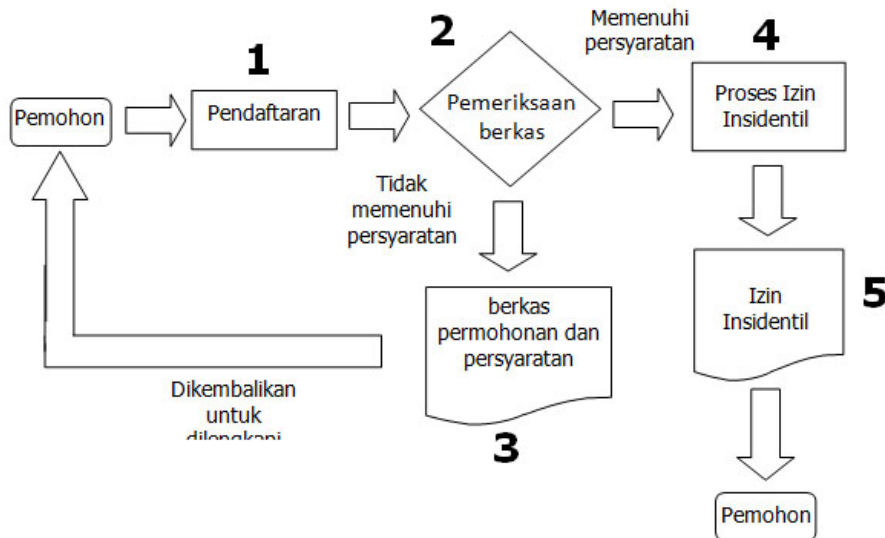 Pemohon
1
Pendaftaran
2
Pemeriksaan
berkas
Memenuhi
persyaratan
4
Proses Izin
Insidentil
Tidak
memenuhi
persyaratan
berkas
permohonan dan
persyaratan
3
Dikembalikan
untuk
dilengkapi
Izin
Insidentil
5
Pemohon